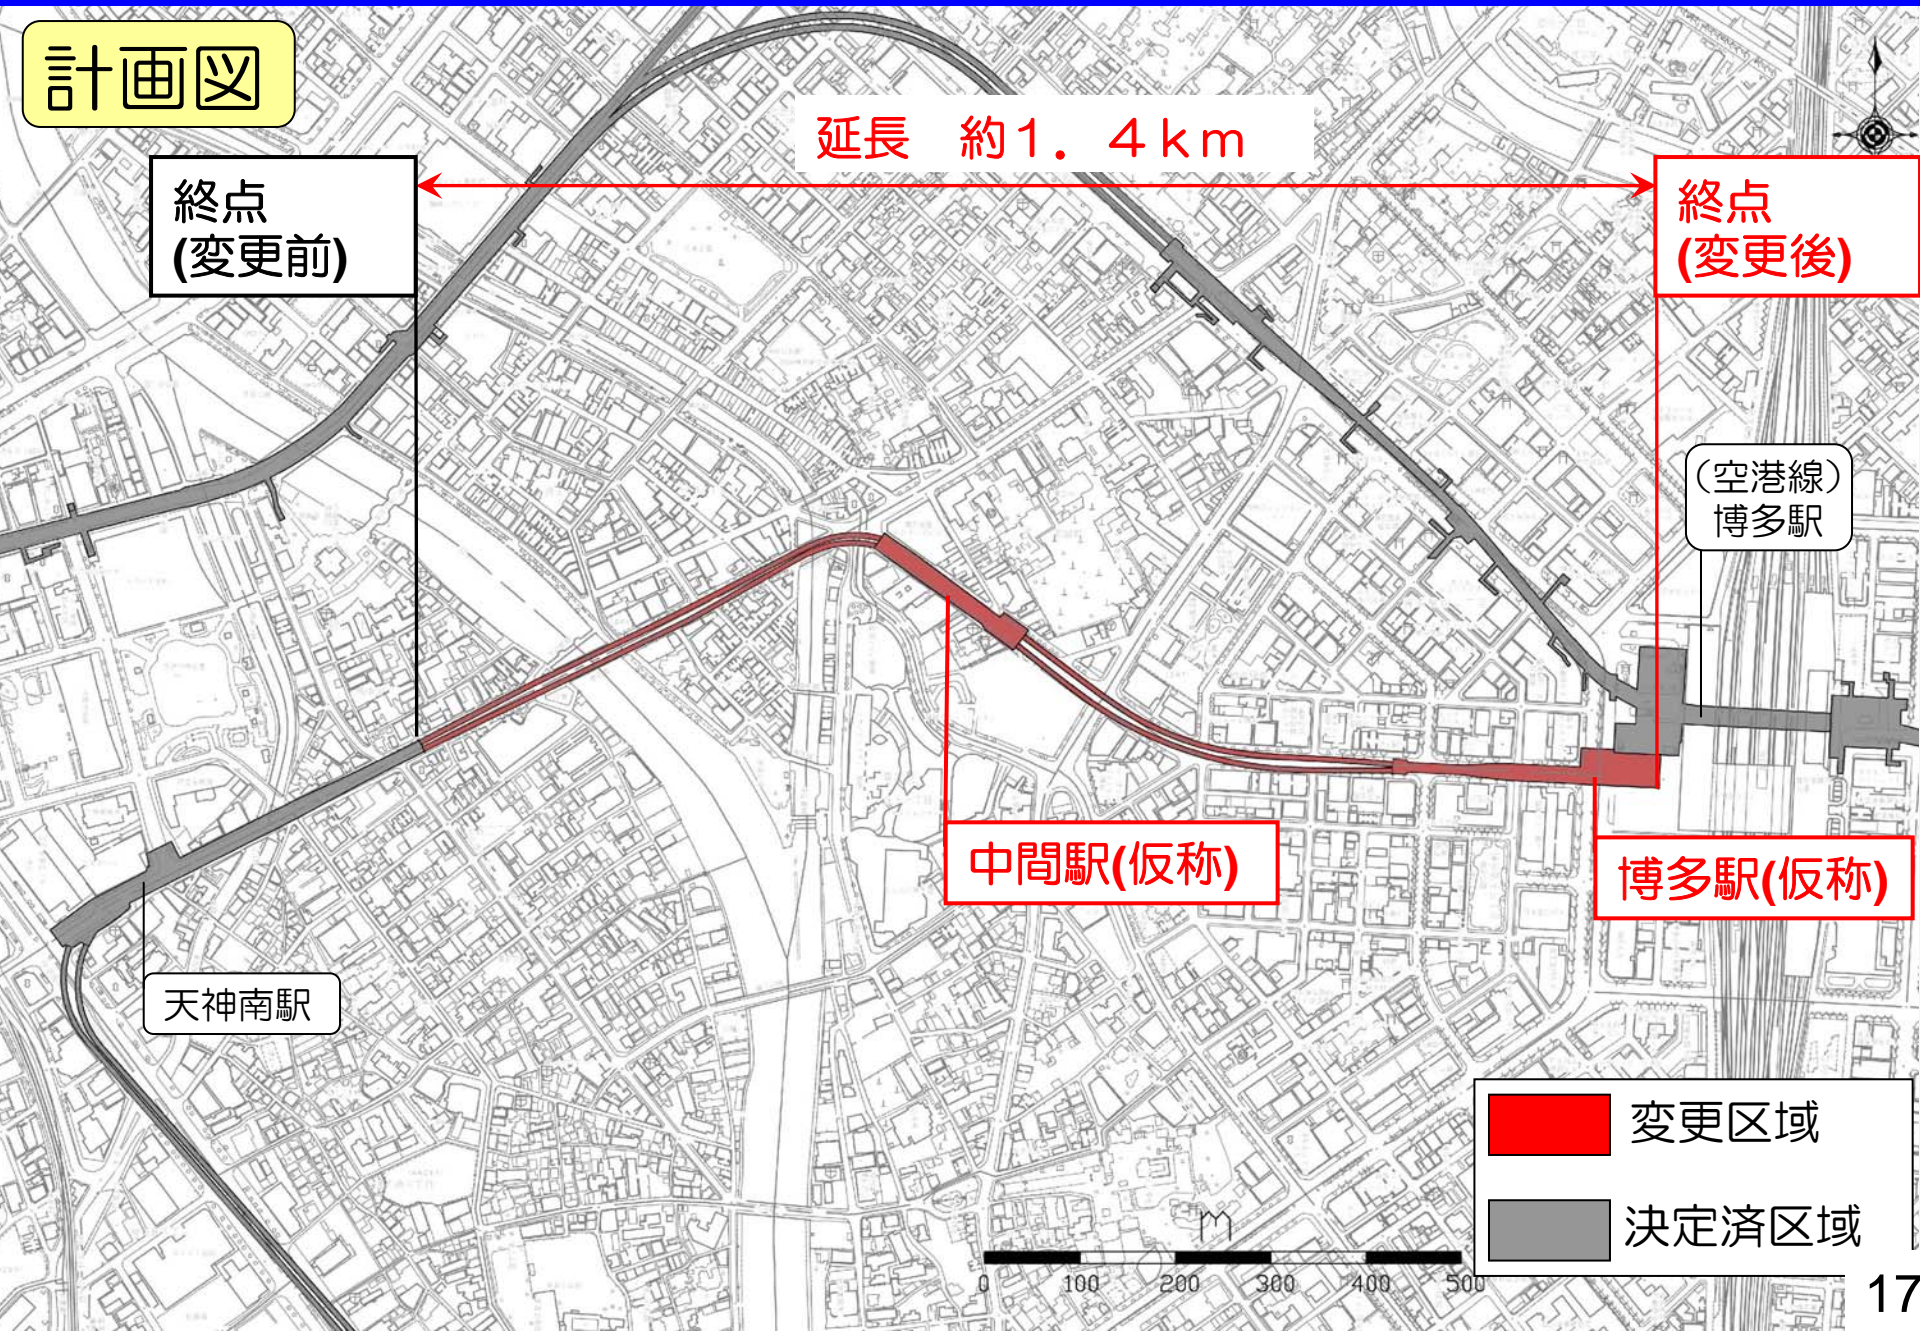 計画図
延長　約１．４ｋｍ
終点
(変更前)
終点
(変更後)
（空港線）
博多駅
中間駅(仮称)
博多駅(仮称)
天神南駅
変更区域
決定済区域
0 100 200 300 400 500
17